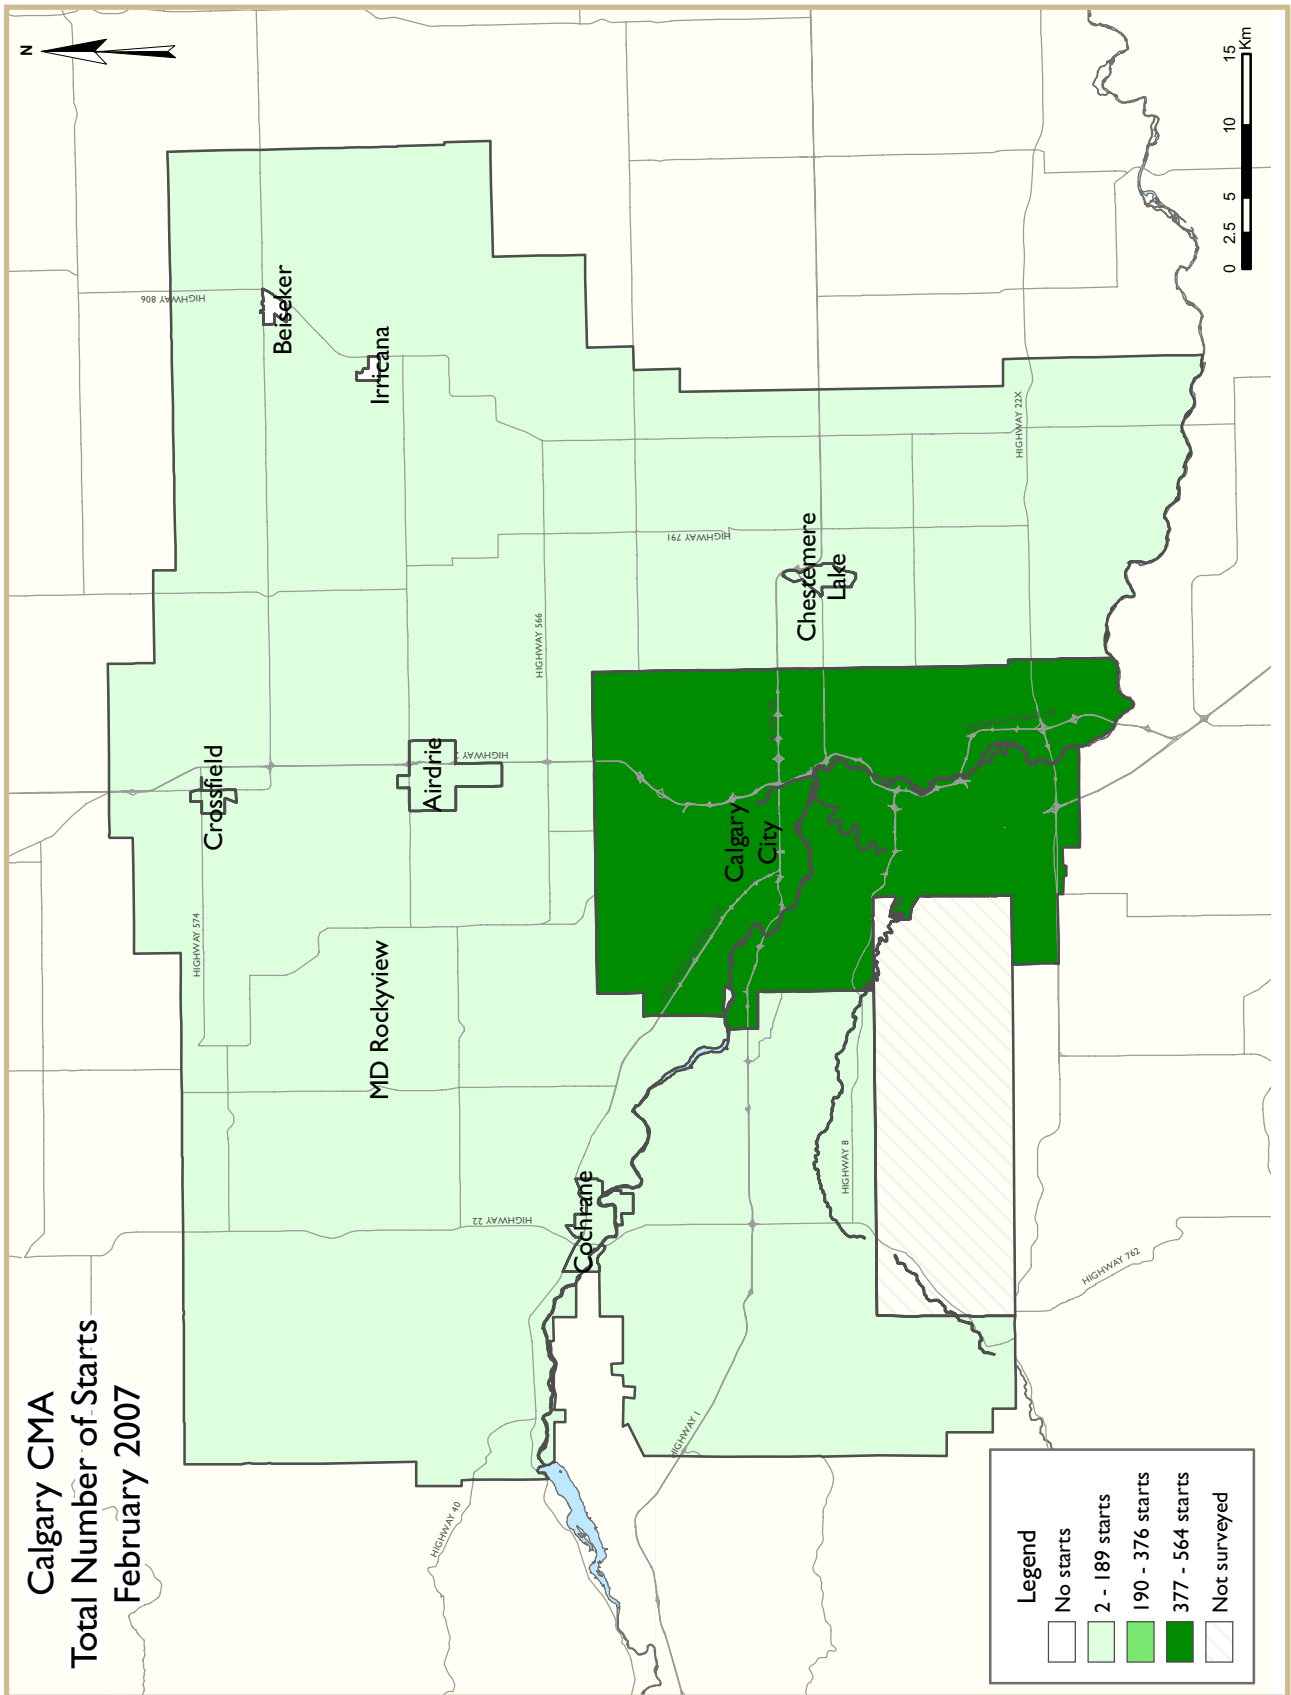 Calgary CMA
Total Number of Starts
February 2007
N
HIGHWAY 806
Beiseker
Irricana
Crossfield
HIGHWAY 574
Airdrie
HIGHWAY
HIGHWAY 566
MD Rockyview
HIGHWAY 22
Cochrane
HIGHWAY 40
HIGHWAY 1
HIGHWAY 791
Chestermere
Lake
Calgary
City
HIGHWAY 8
HIGHWAY 22X
HIGHWAY 762
Legend
No starts
2 - 189 starts
190 - 376 starts
377 - 564 starts
Not surveyed
0 2.5 5 10 15
Km